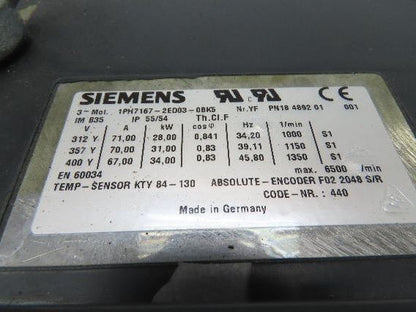 SIEMENS
3~Mot. 1PH7167-2ED03-0BK5 Nr.YF PN18 4892 01 001
IM B35 IP 55/54 Th.Cl.F
V A kW cosφ Hz 1/min
312 Y 71,00 28,00 0,841 34,20 1000 S1
357 Y 70,00 31,00 0,83 39,11 1150 S1
400 Y 67,00 34,00 0,83 45,80 1350 S1
max. 6500 /min
EN 60034
TEMP-SENSOR KTY 84-130 ABSOLUTE-ENCODER F02 2048 S/R
CODE-NR.: 440
Made in Germany